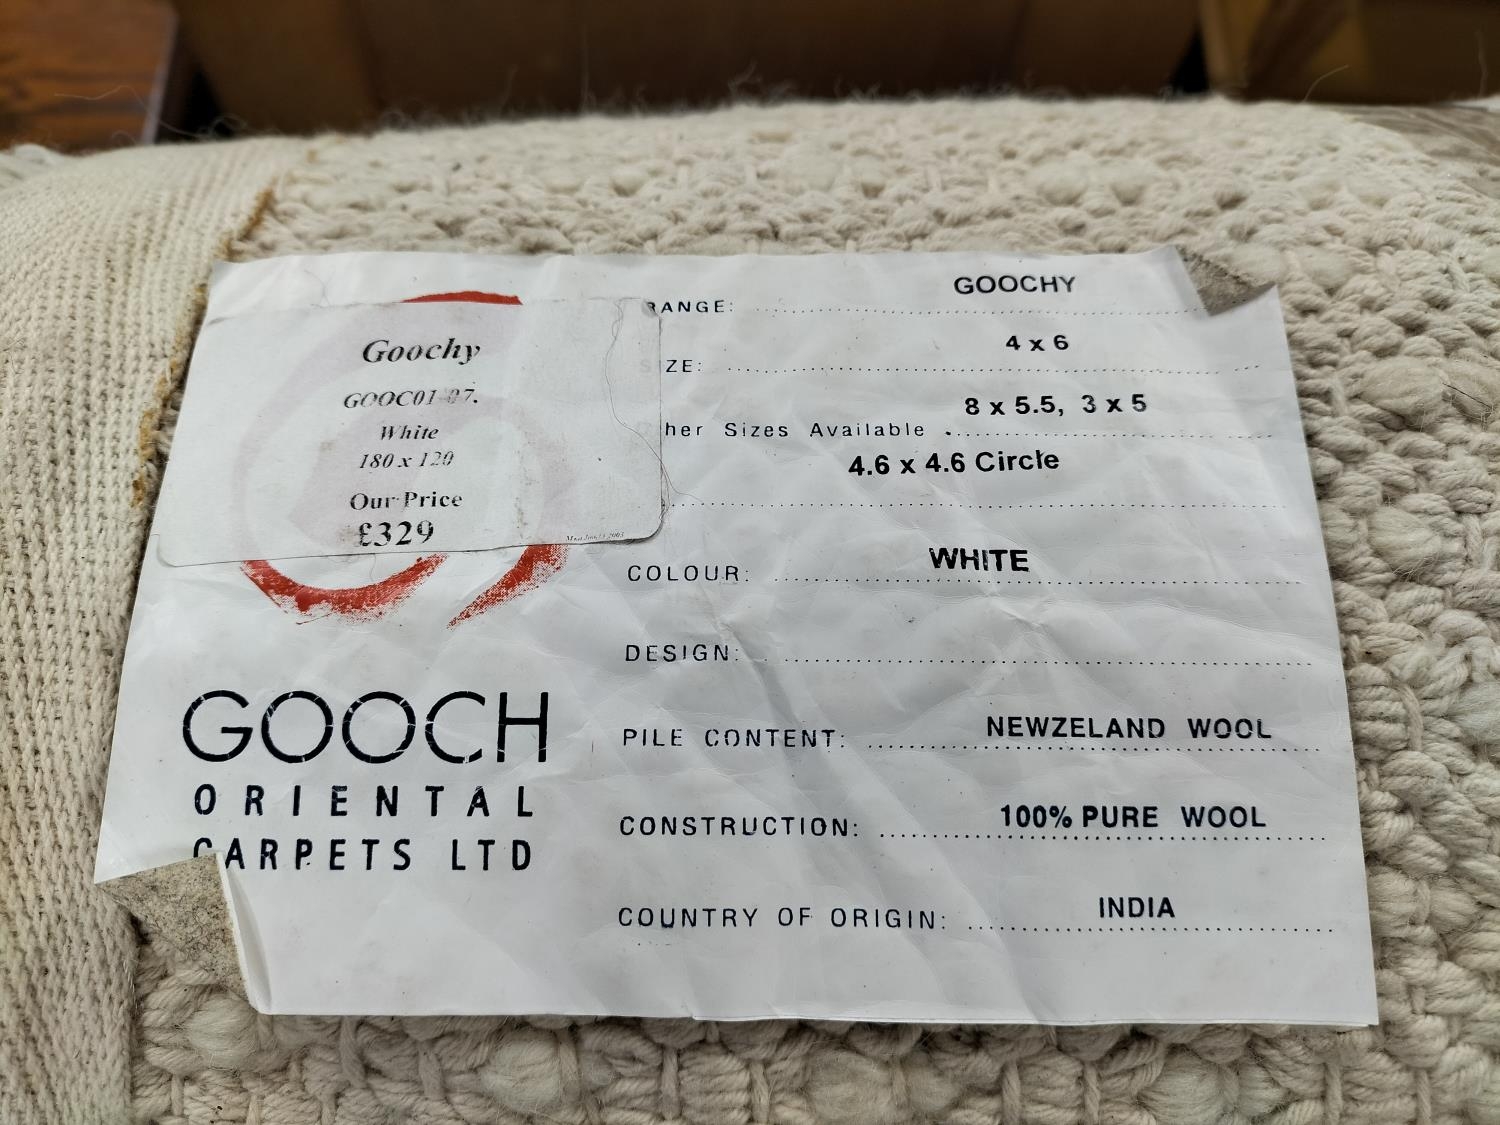 Goochy
GOOC01-07.
White
180 x 120
Our Price
£329
GOOCH
ORIENTAL
CARPETS LTD
RANGE: GOOCHY
SIZE: 4 x 6
8 x 5.5, 3 x 5
Other Sizes Available
4.6 x 4.6 Circle
COLOUR: WHITE
DESIGN:
PILE CONTENT: NEWZELAND WOOL
CONSTRUCTION: 100% PURE WOOL
COUNTRY OF ORIGIN: INDIA